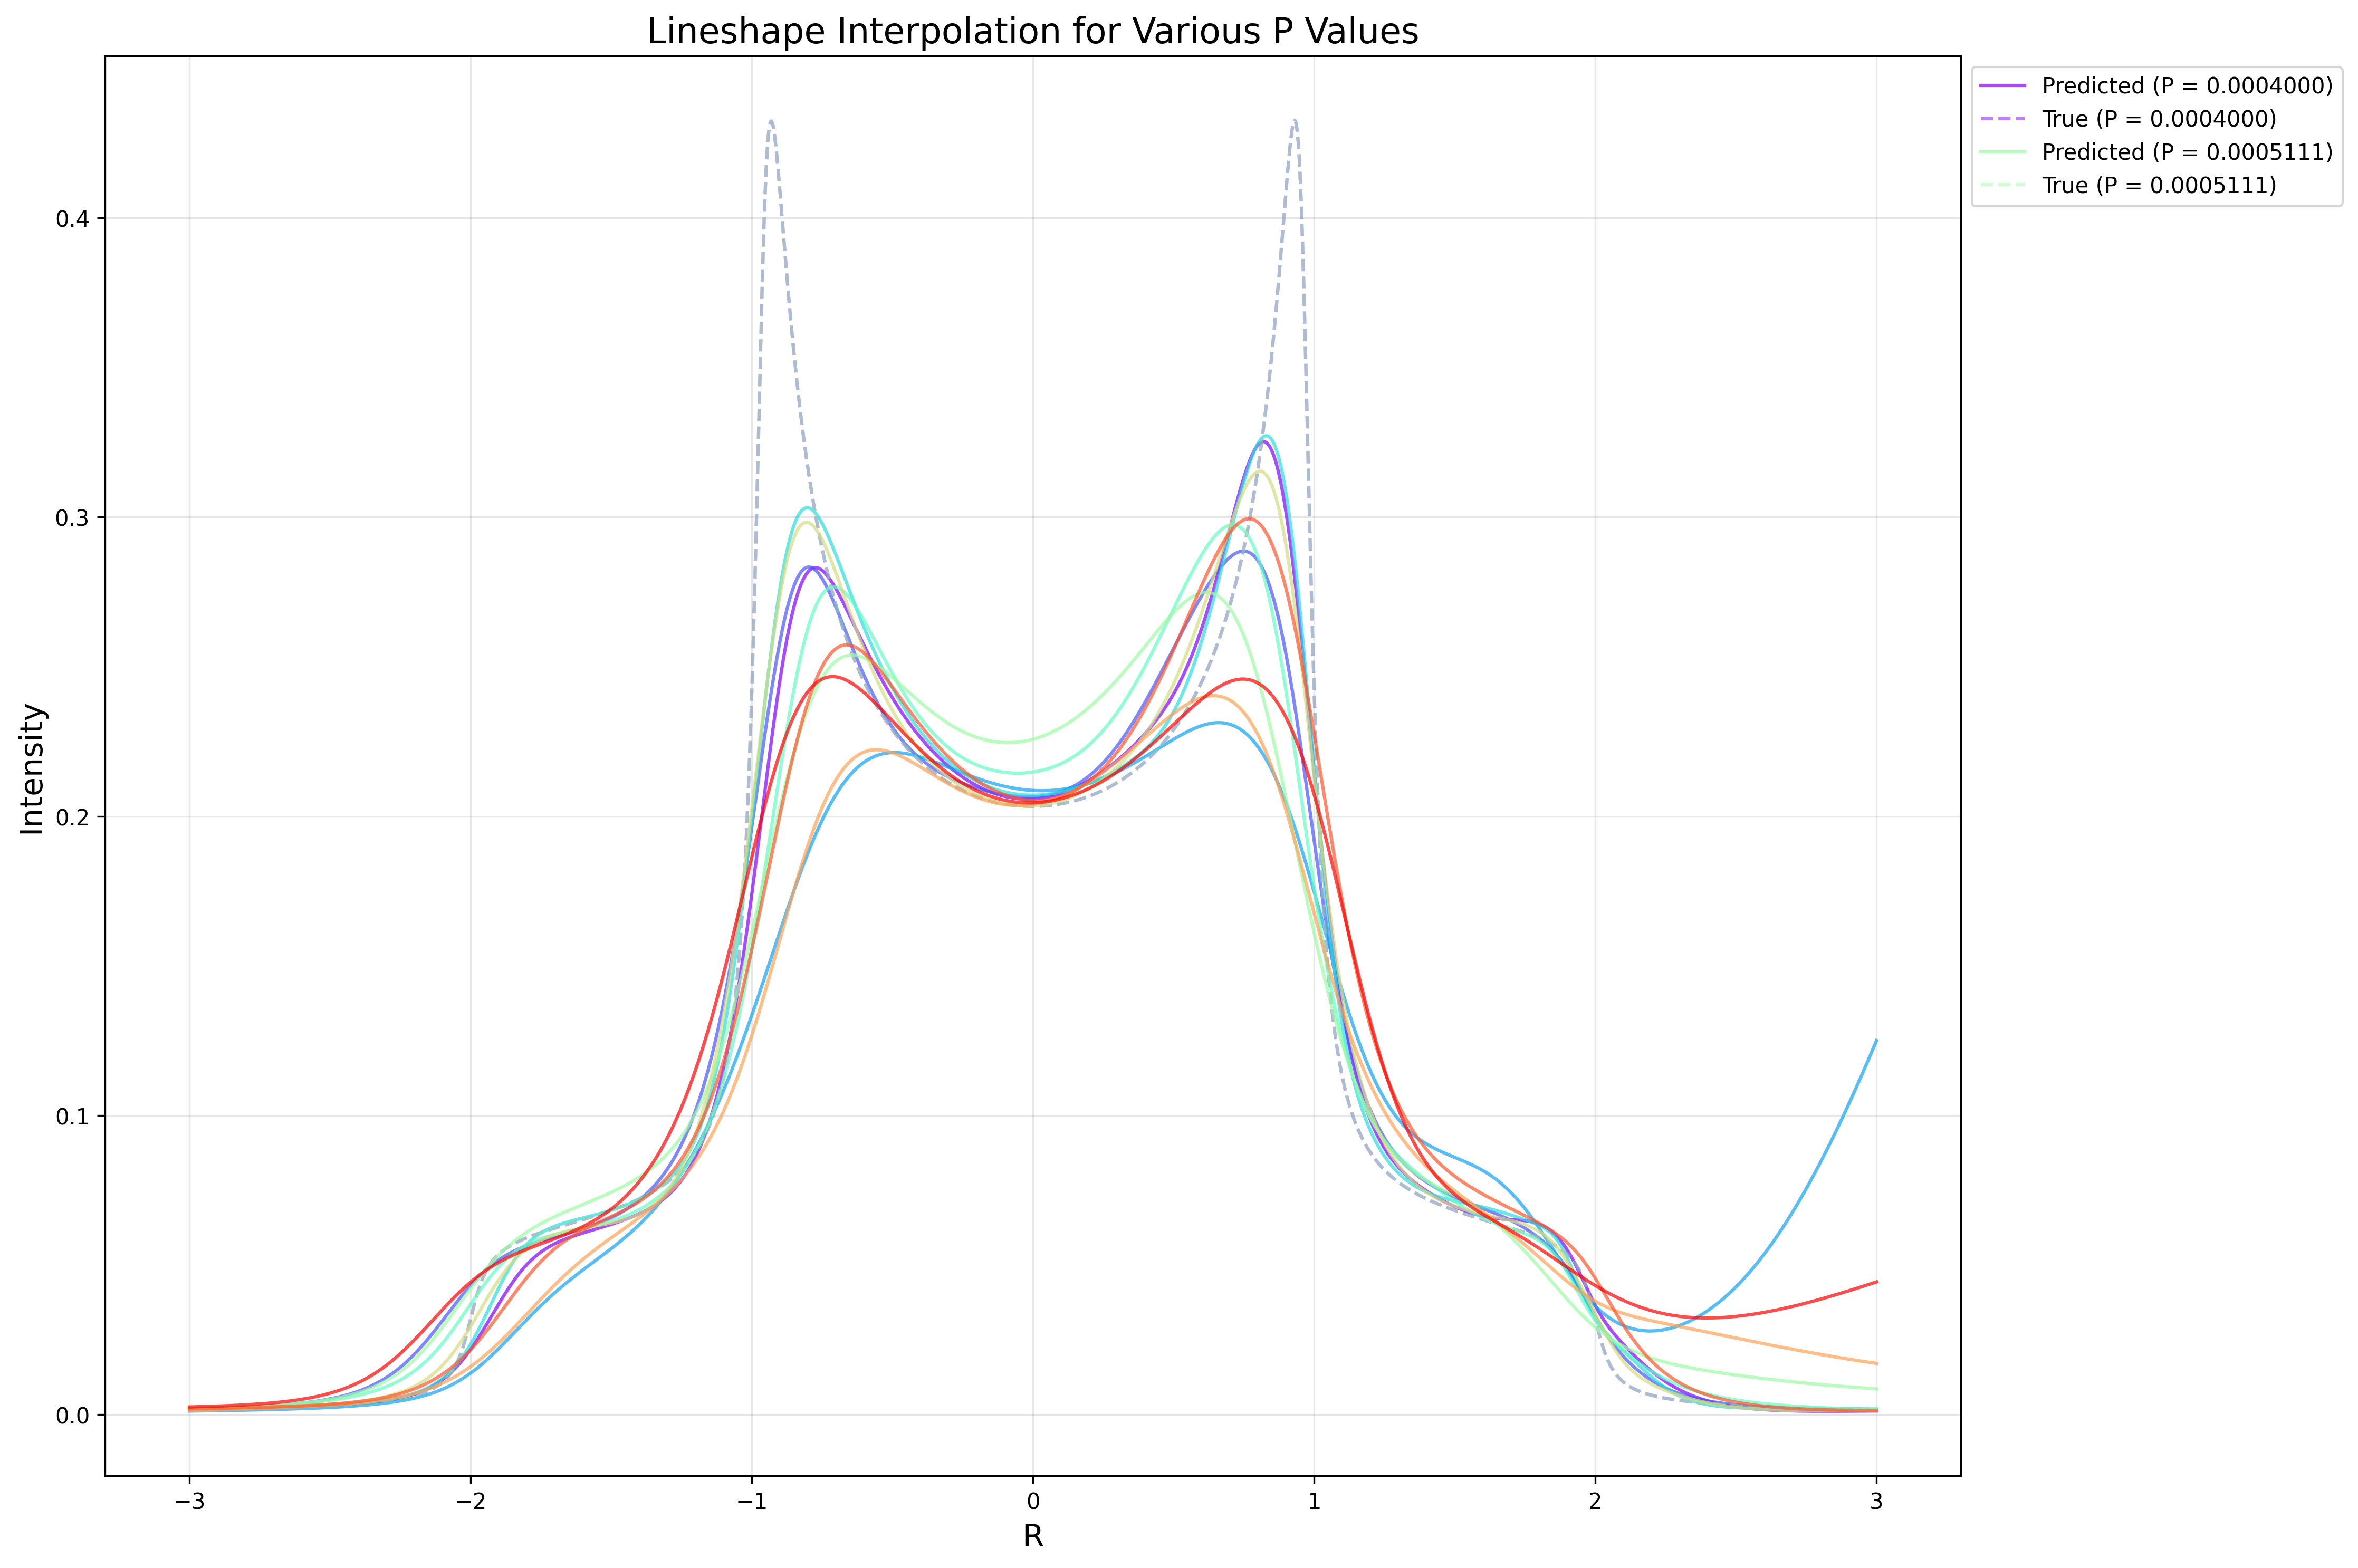 Lineshape Interpolation for Various P Values
Predicted (P = 0.0004000)
True (P = 0.0004000)
Predicted (P = 0.0005111)
True (P = 0.0005111)
Intensity
0.4
0.3
0.2
0.1
0.0
−3 −2 −1 0 1 2 3
R